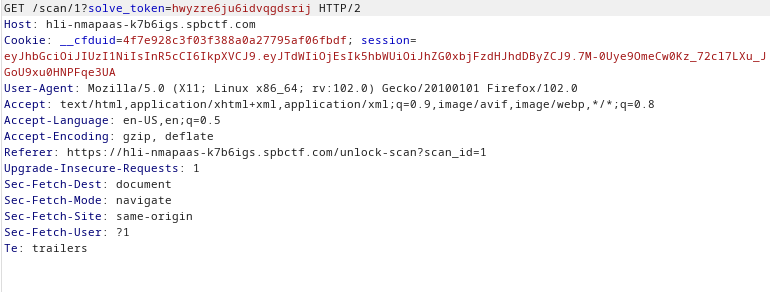 GET /scan/1?solve_token=hwyzre6ju6idvqgdsrij HTTP/2
Host: hli-nmapaas-k7b6igs.spbctf.com
Cookie: __cfduid=4f7e928c3f03f388a0a27795af06fbdf; session=
eyJhbGciOiJIUzI1NiIsInR5cCI6IkpXVCJ9.eyJTdWIiOjEsIk5hbWUiOiJhZG0xbjFzdHJhdDByZCJ9.7M-0Uye9OmeCw0Kz_72cl7LXu_J
GoU9xu0HNPFqe3UA
User-Agent: Mozilla/5.0 (X11; Linux x86_64; rv:102.0) Gecko/20100101 Firefox/102.0
Accept: text/html,application/xhtml+xml,application/xml;q=0.9,image/avif,image/webp,*/*;q=0.8
Accept-Language: en-US,en;q=0.5
Accept-Encoding: gzip, deflate
Referer: https://hli-nmapaas-k7b6igs.spbctf.com/unlock-scan?scan_id=1
Upgrade-Insecure-Requests: 1
Sec-Fetch-Dest: document
Sec-Fetch-Mode: navigate
Sec-Fetch-Site: same-origin
Sec-Fetch-User: ?1
Te: trailers